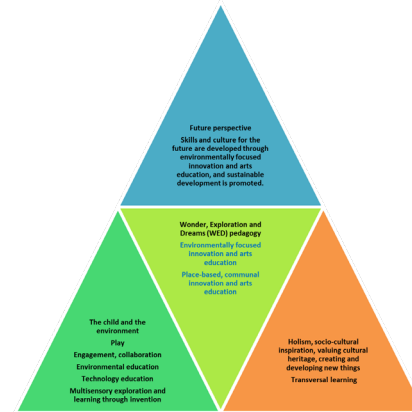 Future perspective
Skills and culture for the
future are developed through
environmentally focused
innovation and arts
education, and sustainable
development is promoted.
Wonder, Exploration and
Dreams (WED) pedagogy
Environmentally focused
innovation and arts
education
Place-based, communal
innovation and arts
education
The child and the
environment
Play
Engagement, collaboration
Environmental education
Technology education
Multisensory exploration and
learning through invention
Holism, socio-cultural
inspiration, valuing cultural
heritage, creating and
developing new things
Transversal learning